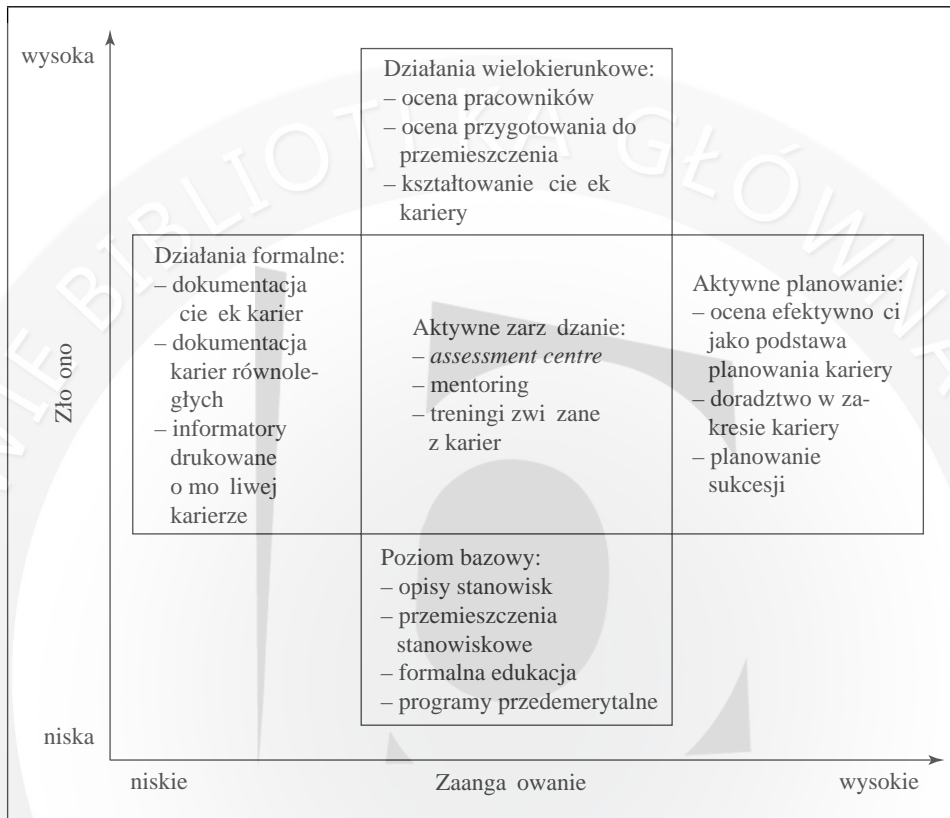 wysoka
Działania wielokierunkowe:
– ocena pracowników
– ocena przygotowania do
przemieszczenia
– kształtowanie cie ek
kariery
Działania formalne:
– dokumentacja
cie ek karier
– dokumentacja
karier równole-
głych
– informatory
drukowane
o mo liwej
karierze
Aktywne zarz dzanie:
– assessment centre
– mentoring
– treningi zwi zane
z karier
Aktywne planowanie:
– ocena efektywno ci
jako podstawa
planowania kariery
– doradztwo w za-
kresie kariery
– planowanie
sukcesji
Zło ono
Poziom bazowy:
– opisy stanowisk
– przemieszczenia
stanowiskowe
– formalna edukacja
– programy przedemerytalne
niska
niskie
Zaanga owanie
wysokie
BIBLIOTEKA GŁÓWNA